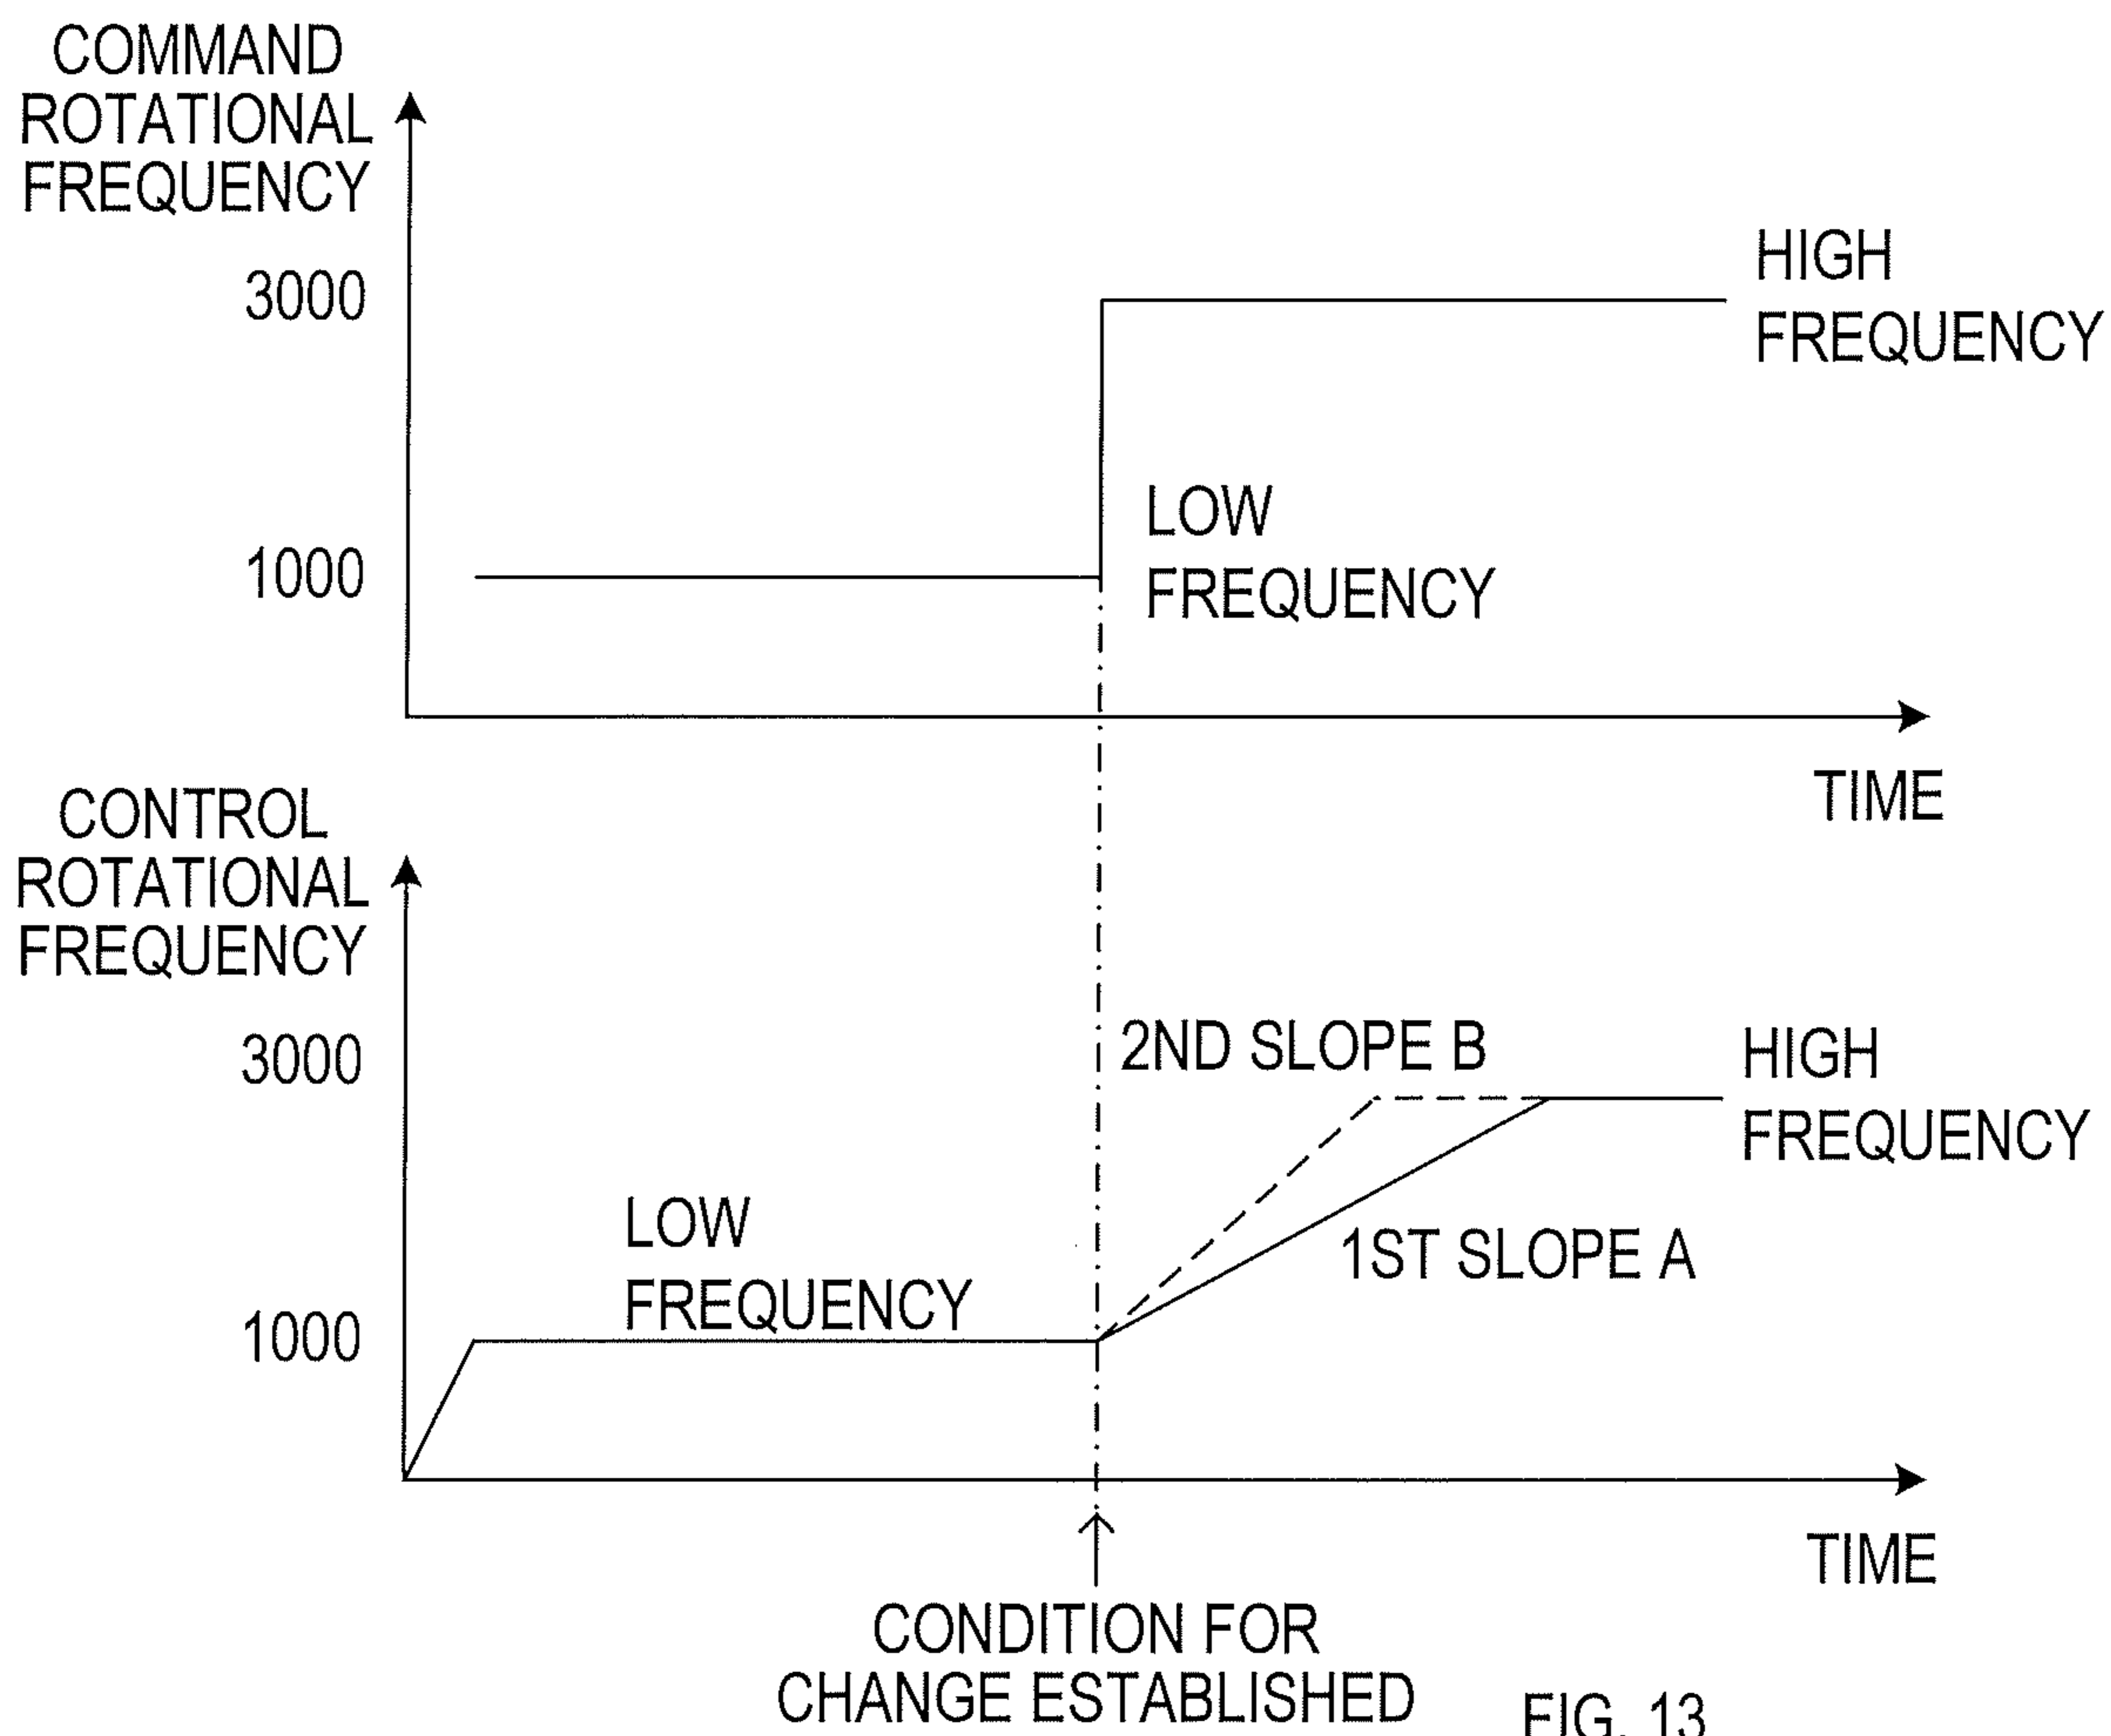 COMMAND
ROTATIONAL
FREQUENCY
3000
HIGH
FREQUENCY
LOW
FREQUENCY
1000
TIME
CONTROL
ROTATIONAL
FREQUENCY
3000
2ND SLOPE B
HIGH
FREQUENCY
LOW
FREQUENCY
1ST SLOPE A
1000
TIME
CONDITION FOR
CHANGE ESTABLISHED
FIG. 13